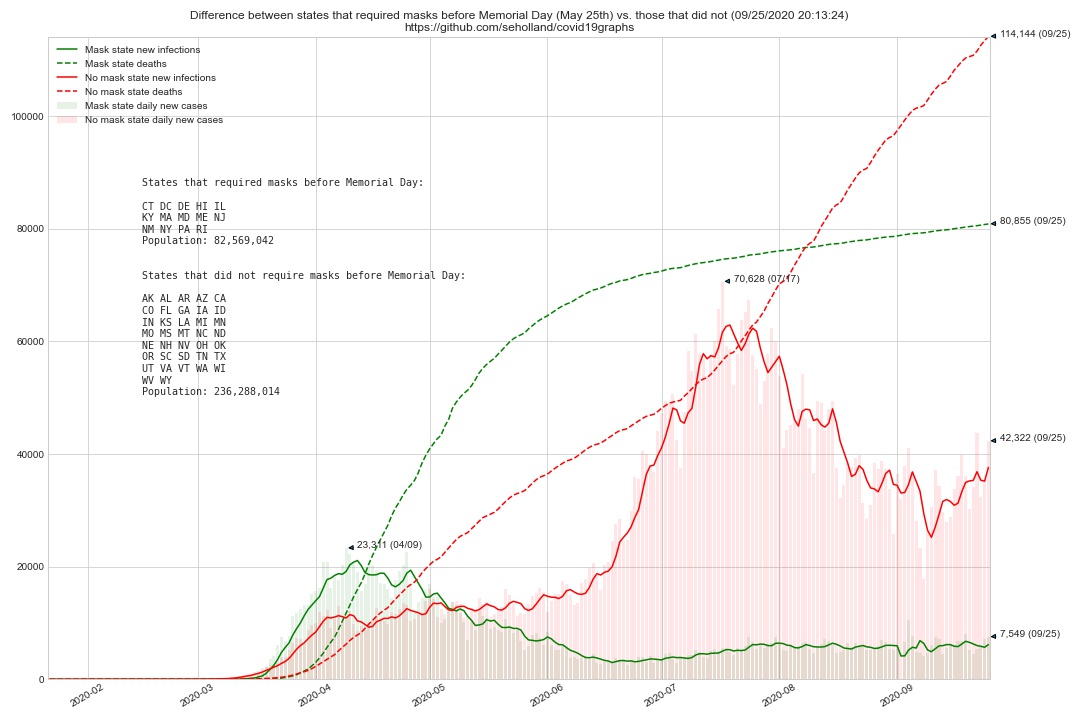 Difference between states that required masks before Memorial Day (May 25th) vs. those that did not (09/25/2020 20:13:24)
https://github.com/seholland/covid19graphs
Mask state new infections
Mask state deaths
No mask state new infections
No mask state deaths
Mask state daily new cases
No mask state daily new cases
States that required masks before Memorial Day:
CT DC DE HI IL
KY MA MD ME NJ
NM NY PA RI
Population: 82,569,042
States that did not require masks before Memorial Day:
AK AL AR AZ CA
CO FL GA IA ID
IN KS LA MI MN
MO MS MT NC ND
NE NH NV OH OK
OR SC SD TN TX
UT VA VT WA WI
WV WY
Population: 236,288,014
114,144 (09/25)
80,855 (09/25)
70,628 (07/17)
42,322 (09/25)
23,311 (04/09)
7,549 (09/25)
100000
80000
60000
40000
20000
0
2020-02
2020-03
2020-04
2020-05
2020-06
2020-07
2020-08
2020-09